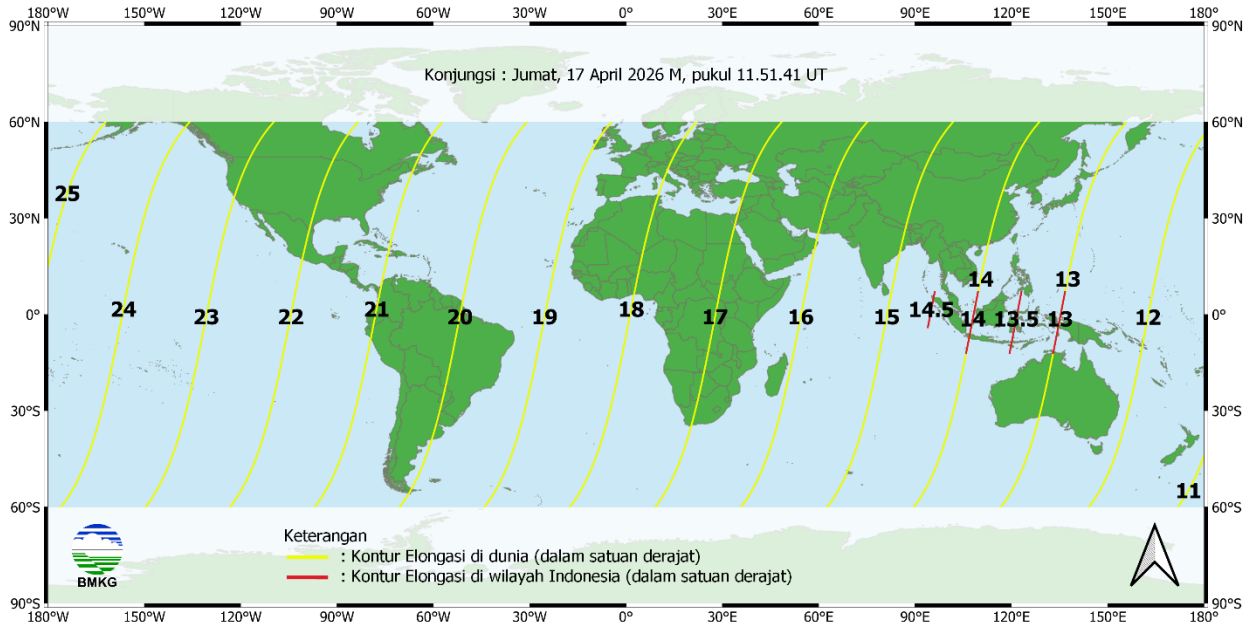 180°W 150°W 120°W 90°W 60°W 30°W 0° 30°E 60°E 90°E 120°E 150°E 180°
90°N 90°N
Konjungsi : Jumat, 17 April 2026 M, pukul 11.51.41 UT
60°N 60°N
25
30°N 30°N
14 13
24 23 22 21 20 19 18 17 16 15 14.5 14 13.5 13 12
0° 0°
30°S 30°S
11
60°S 60°S
Keterangan
: Kontur Elongasi di dunia (dalam satuan derajat)
: Kontur Elongasi di wilayah Indonesia (dalam satuan derajat)
BMKG
90°S 90°S
180°W 150°W 120°W 90°W 60°W 30°W 0° 30°E 60°E 90°E 120°E 150°E 180°